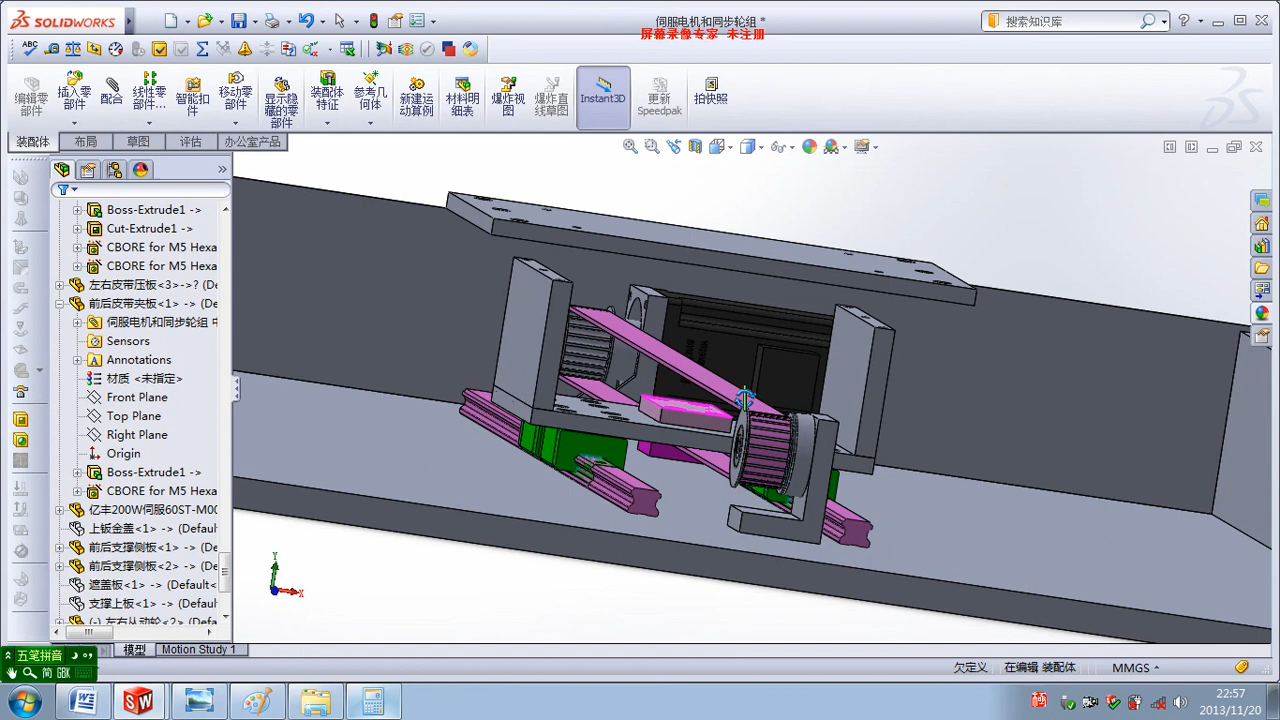 SOLIDWORKS
伺服电机和同步轮组 *
屏幕录像专家 未注册
搜索知识库
编辑零部件
插入零部件
配合
线性零部件...
智能扣件
移动零部件
显示隐藏的零部件
装配体特征
参考几何体
新建运动算例
材料明细表
爆炸视图
爆炸直线草图
Instant3D
更新 Speedpak
拍快照
装配体
布局
草图
评估
办公室产品
Boss-Extrude1 ->
Cut-Extrude1 ->
CBORE for M5 Hexa
CBORE for M5 Hexa
左右皮带压板<3>->? (De
前后皮带夹板<1> -> (De
伺服电机和同步轮组 中
Sensors
Annotations
材质 <未指定>
Front Plane
Top Plane
Right Plane
Origin
Boss-Extrude1 ->
CBORE for M5 Hexa
亿丰200W伺服60ST-M00
上钣金盖<1> -> (Default
前后支撑侧板<1> -> (De
前后支撑侧板<2> -> (De
遮盖板<1> -> (Default<
支撑上板<1> -> (Default
(-) 左右从动轮<2> (Def
模型
Motion Study 1
五笔拼音
简 GBK
欠定义
在编辑 装配体
MMGS
22:57
2013/11/20